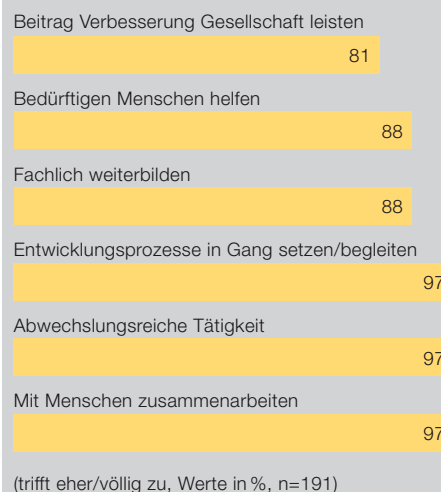 Beitrag Verbesserung Gesellschaft leisten
81
Bedürftigen Menschen helfen
88
Fachlich weiterbilden
88
Entwicklungsprozesse in Gang setzen/begleiten
97
Abwechslungsreiche Tätigkeit
97
Mit Menschen zusammenarbeiten
97
(trifft eher/völlig zu, Werte in %, n=191)